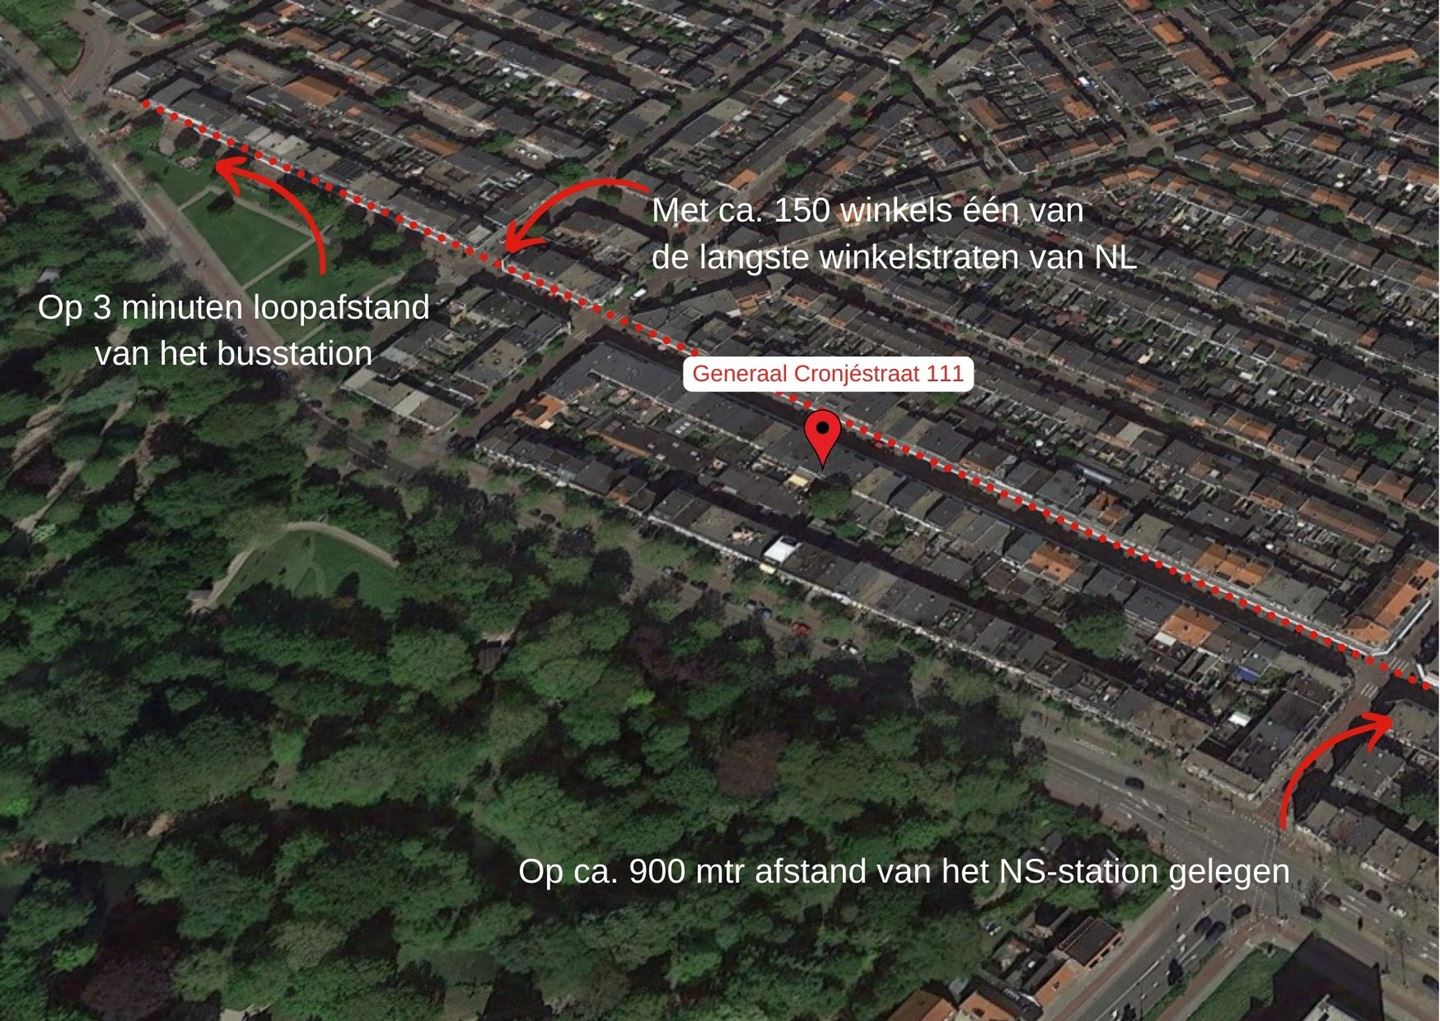 Met ca. 150 winkels één van
de langste winkelstraten van NL
Op 3 minuten loopafstand
van het busstation
Generaal Cronjéstraat 111
Op ca. 900 mtr afstand van het NS-station gelegen